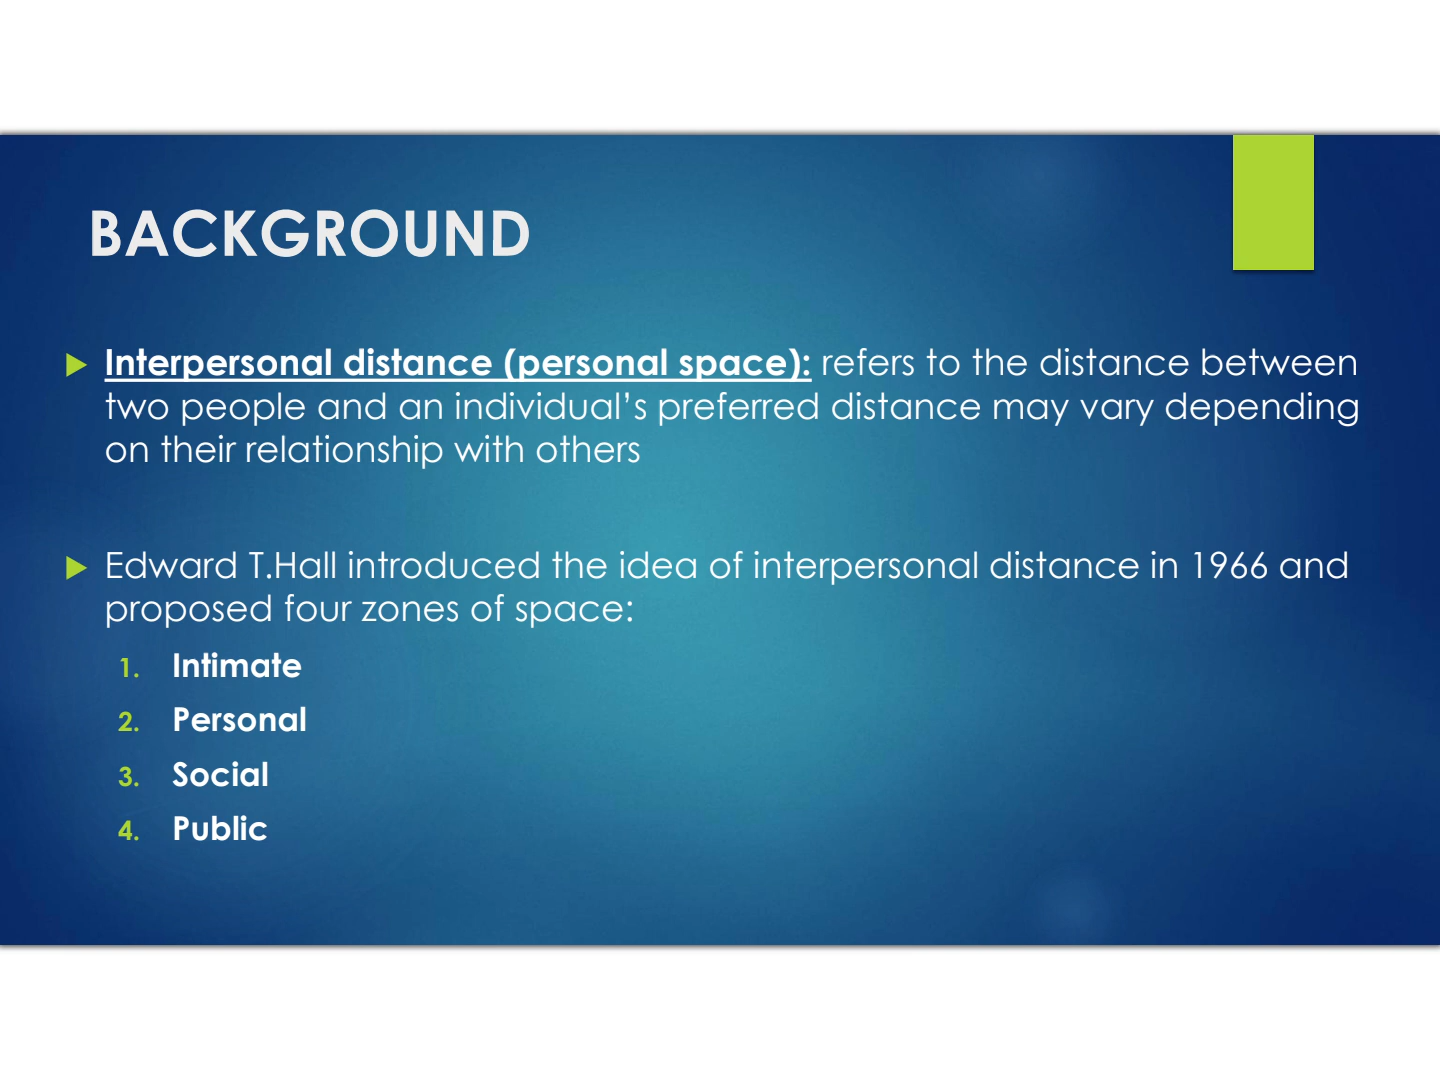 BACKGROUND
Interpersonal distance (personal space): refers to the distance between
two people and an individual’s preferred distance may vary depending
on their relationship with others
Edward T.Hall introduced the idea of interpersonal distance in 1966 and
proposed four zones of space:
1. Intimate
2. Personal
3. Social
4. Public